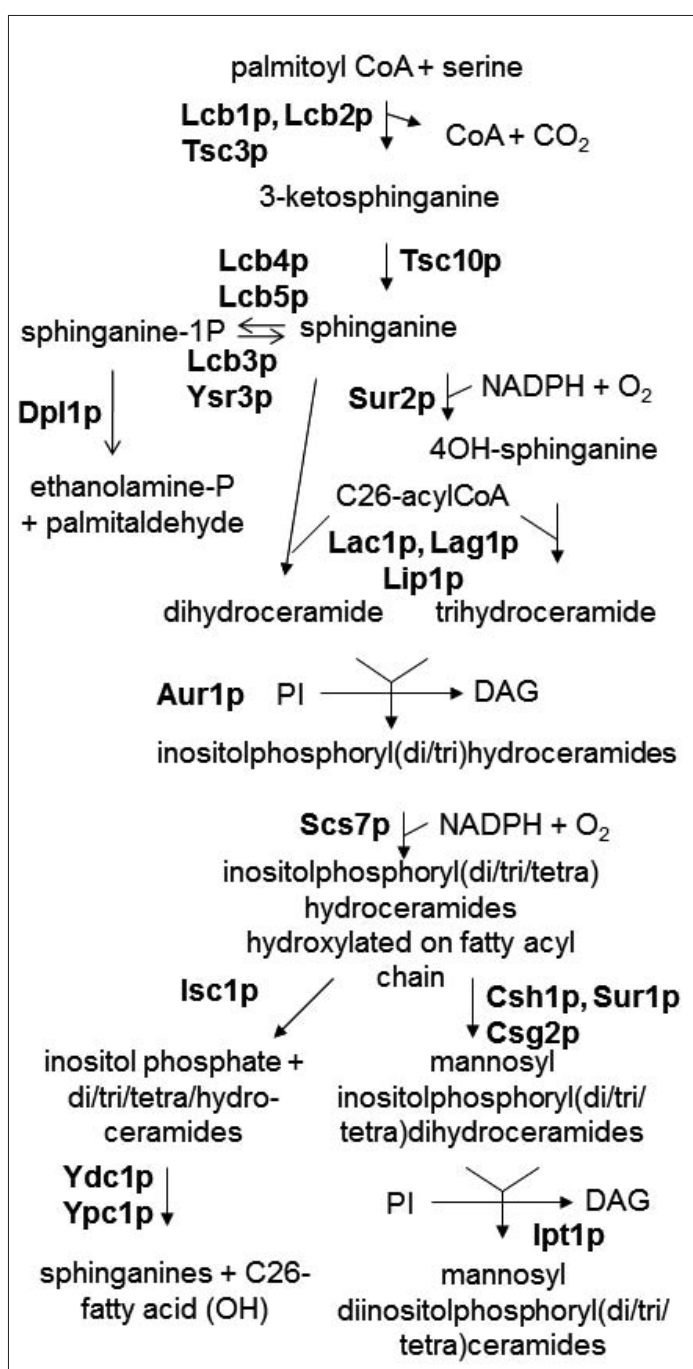 palmitoyl CoA + serine
Lcb1p, Lcb2p
Tsc3p
CoA + CO2
3-ketosphinganine
Lcb4p
Lcb5p
Tsc10p
sphinganine-1P
sphinganine
Lcb3p
Ysr3p
Dpl1p
Sur2p
NADPH + O2
4OH-sphinganine
ethanolamine-P
+ palmitaldehyde
C26-acylCoA
Lac1p, Lag1p
Lip1p
dihydroceramide
trihydroceramide
Aur1p
PI
DAG
inositolphosphoryl(di/tri)hydroceramides
Scs7p
NADPH + O2
inositolphosphoryl(di/tri/tetra)
hydroceramides
hydroxylated on fatty acyl
chain
Isc1p
Csh1p, Sur1p
Csg2p
inositol phosphate +
di/tri/tetra/hydro-
ceramides
mannosyl
inositolphosphoryl(di/tri/
tetra)dihydroceramides
Ydc1p
Ypc1p
PI
DAG
Ipt1p
sphinganines + C26-
fatty acid (OH)
mannosyl
diinositolphosphoryl(di/tri/
tetra)ceramides